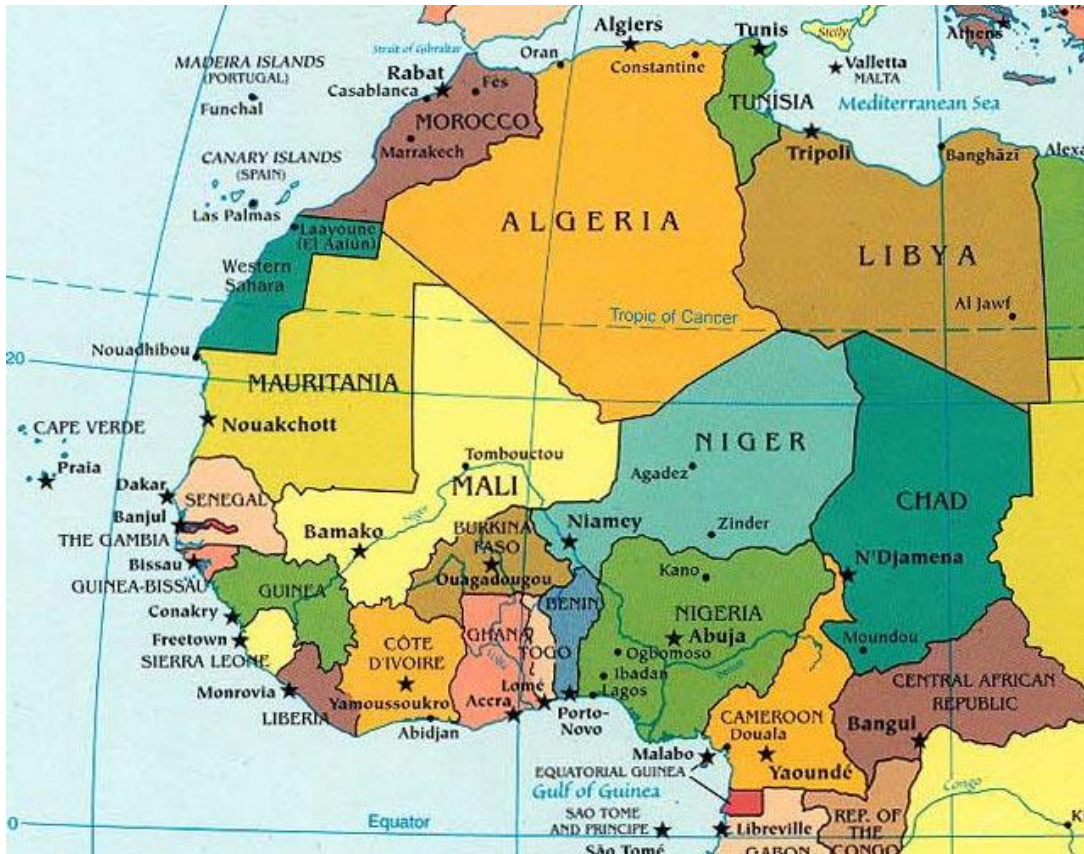 Algiers
Tunis
Sicily
Athens
Strait of Gibraltar
Oran
Constantine
Valletta
MALTA
MADEIRA ISLANDS
(PORTUGAL)
Funchal
Rabat
Casablanca
Fès
TUNISIA
Mediterranean Sea
MOROCCO
Marrakech
Tripoli
Banghāzī
Alexa
CANARY ISLANDS
(SPAIN)
Las Palmas
Laayoune
(El Aaiún)
ALGERIA
LIBYA
Western
Sahara
Al Jawf
Tropic of Cancer
Nouadhibou
20
MAURITANIA
Nouakchott
CAPE VERDE
Praia
Tombouctou
NIGER
Agadez
Dakar
SENEGAL
MALI
CHAD
Banjul
Niger
Bamako
BURKINA
FASO
Niamey
Zinder
THE GAMBIA
Bissau
N'Djamena
GUINEA-BISSAU
GUINEA
Ouagadougou
Kano
Conakry
BENIN
NIGERIA
Abuja
Freetown
CÔTE
D'IVOIRE
GHANA
TOGO
Moundou
SIERRA LEONE
Volta
Ogbomoso
Ibadan
Benue
Monrovia
Yamoussoukro
Accra
Lomé
Lagos
CENTRAL AFRICAN
REPUBLIC
LIBERIA
Abidjan
Porto-
Novo
CAMEROON
Douala
Bangui
Malabo
Yaoundé
EQUATORIAL GUINEA
Gulf of Guinea
Congo
0
Equator
SAO TOME
AND PRINCIPE
São Tomé
Libreville
GABON
REP. OF
THE
CONGO
K